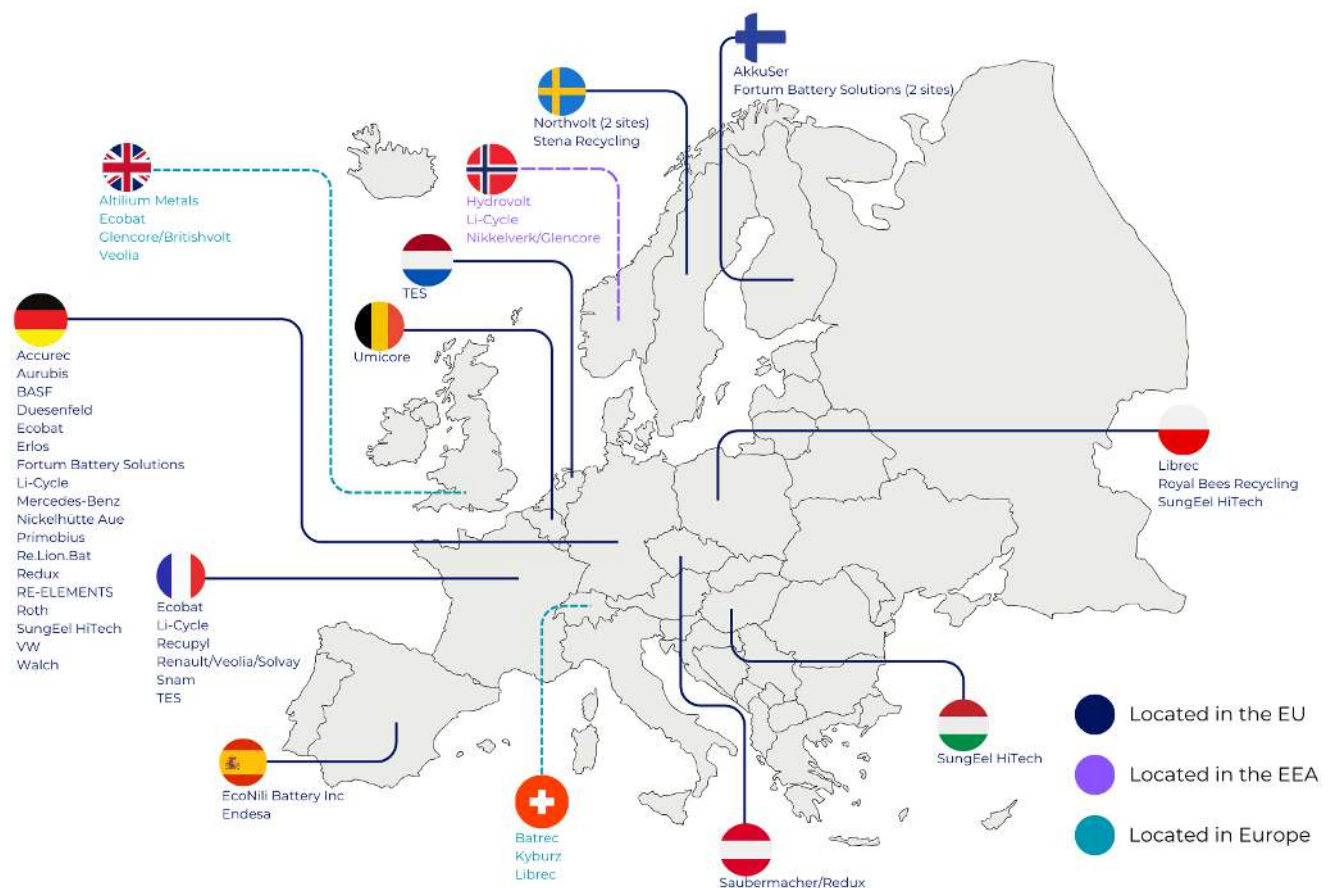 AkkuSer
Fortum Battery Solutions (2 sites)
Northvolt (2 sites)
Stena Recycling
Altilium Metals
Ecobat
Glencore/Britishvolt
Veolia
Hydrovolt
Li-Cycle
Nikkelverk/Glencore
TES
Umicore
Accurec
Aurubis
BASF
Duesenfeld
Ecobat
Erlos
Fortum Battery Solutions
Li-Cycle
Mercedes-Benz
Nickelhütte Aue
Primobius
Re.Lion.Bat
Redux
RE-ELEMENTS
Roth
SungEel HiTech
VW
Walch
Librec
Royal Bees Recycling
SungEel HiTech
Ecobat
Li-Cycle
Recupyl
Renault/Veolia/Solvay
Snam
TES
EcoNili Battery Inc
Endesa
Batrec
Kyburz
Librec
Saubermacher/Redux
SungEel HiTech
Located in the EU
Located in the EEA
Located in Europe